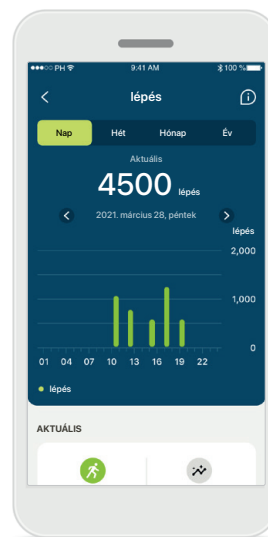 PH 9:41 AM 100 %
lépés
Nap Hét Hónap Év
Aktuális
4500 lépés
2021. március 28, péntek
lépés
2,000
1,000
0
01 04 07 10 13 16 19 22
lépés
AKTUÁLIS